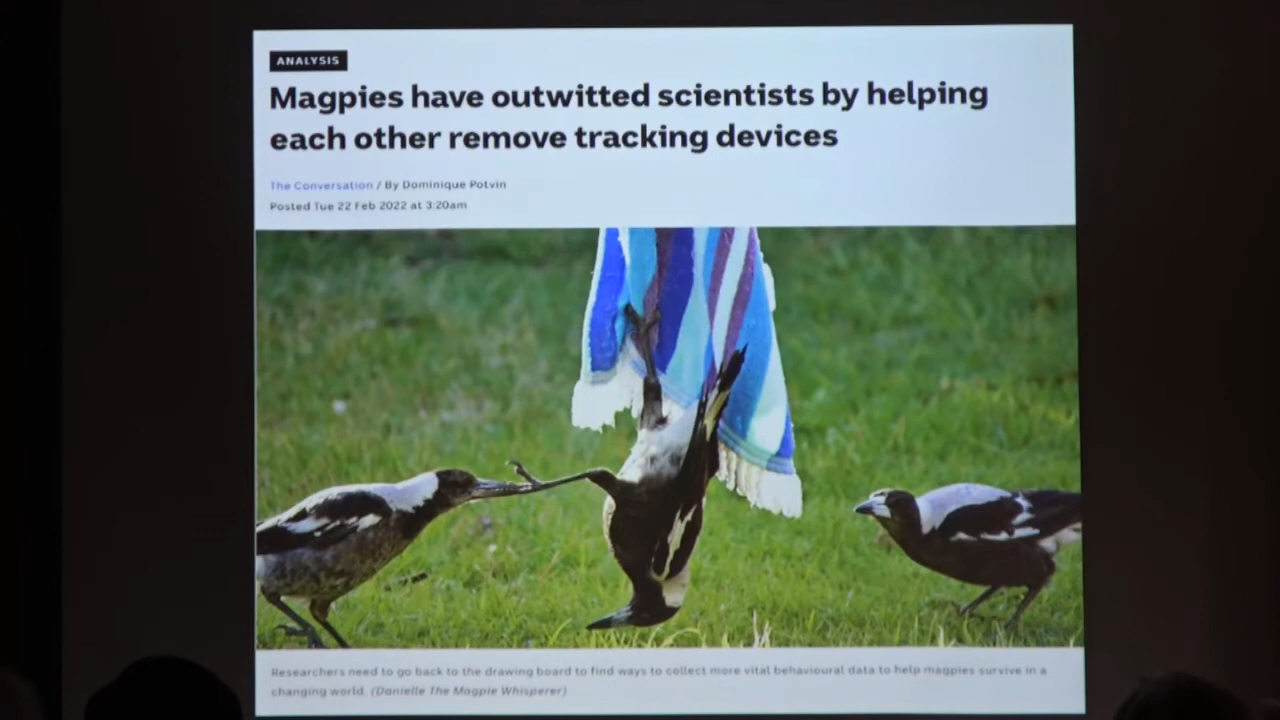 ANALYSIS
Magpies have outwitted scientists by helping
each other remove tracking devices
The Conversation / By Dominique Potvin
Posted Tue 22 Feb 2022 at 3:20am
Researchers need to go back to the drawing board to find ways to collect more vital behavioural data to help magpies survive in a
changing world. (Danielle The Magpie Whisperer)